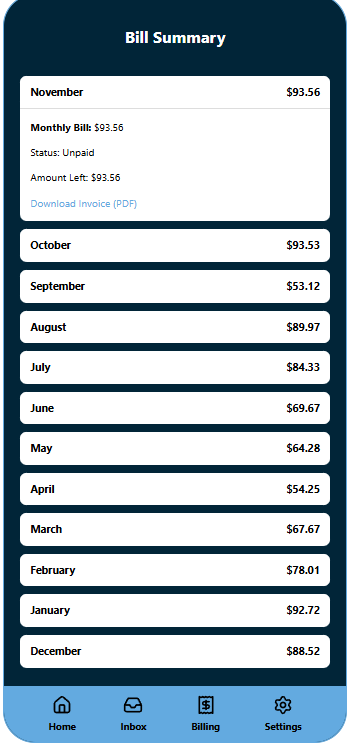 Bill Summary
November $93.56
Monthly Bill: $93.56
Status: Unpaid
Amount Left: $93.56
Download Invoice (PDF)
October $93.53
September $53.12
August $89.97
July $84.33
June $69.67
May $64.28
April $54.25
March $67.67
February $78.01
January $92.72
December $88.52
Home Inbox Billing Settings